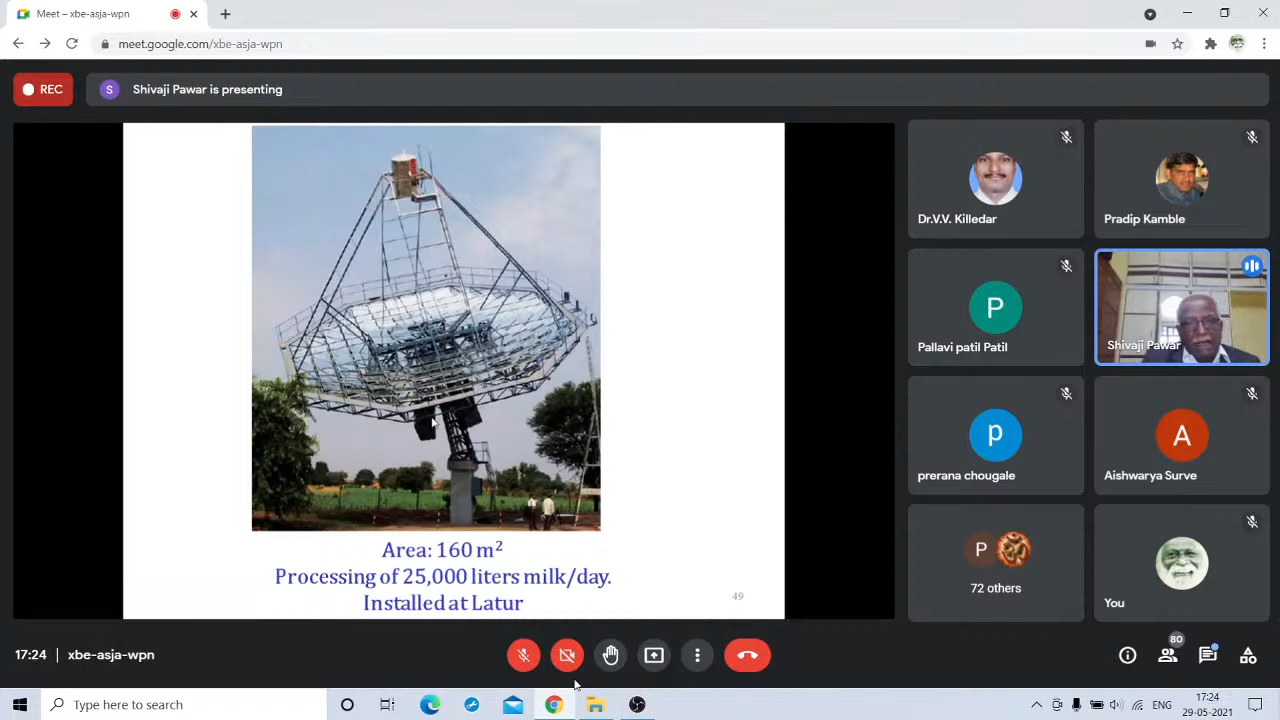 Meet – xbe-asja-wpn
meet.google.com/xbe-asja-wpn
REC
S
Shivaji Pawar is presenting
Dr.V.V. Killedar
Pradip Kamble
P
Pallavi patil Patil
Shivaji Pawar
p
prerana chougale
A
Aishwarya Surve
P
72 others
You
Area: 160 m²
Processing of 25,000 liters milk/day.
Installed at Latur
49
17:24 | xbe-asja-wpn
80
Type here to search
ENG
17:24
29-05-2021